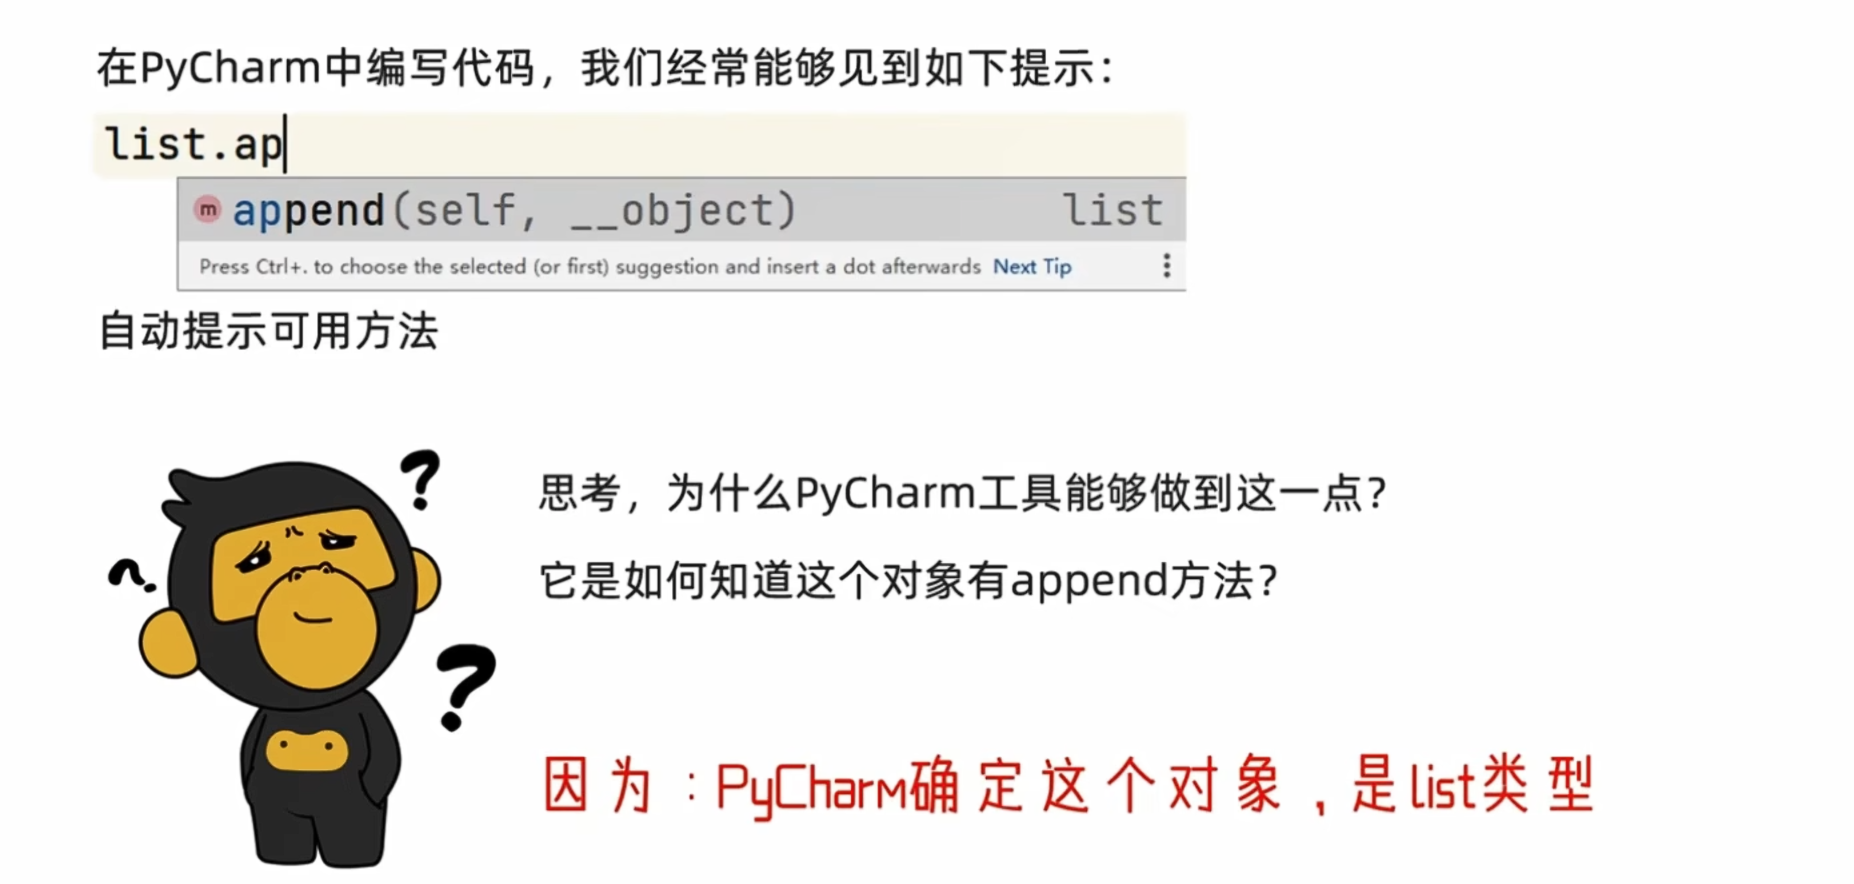 在PyCharm中编写代码，我们经常能够见到如下提示：
list.ap
m append(self, __object) list
Press Ctrl+. to choose the selected (or first) suggestion and insert a dot afterwards Next Tip
自动提示可用方法
思考，为什么PyCharm工具能够做到这一点？
它是如何知道这个对象有append方法？
因为：PyCharm确定这个对象，是list类型